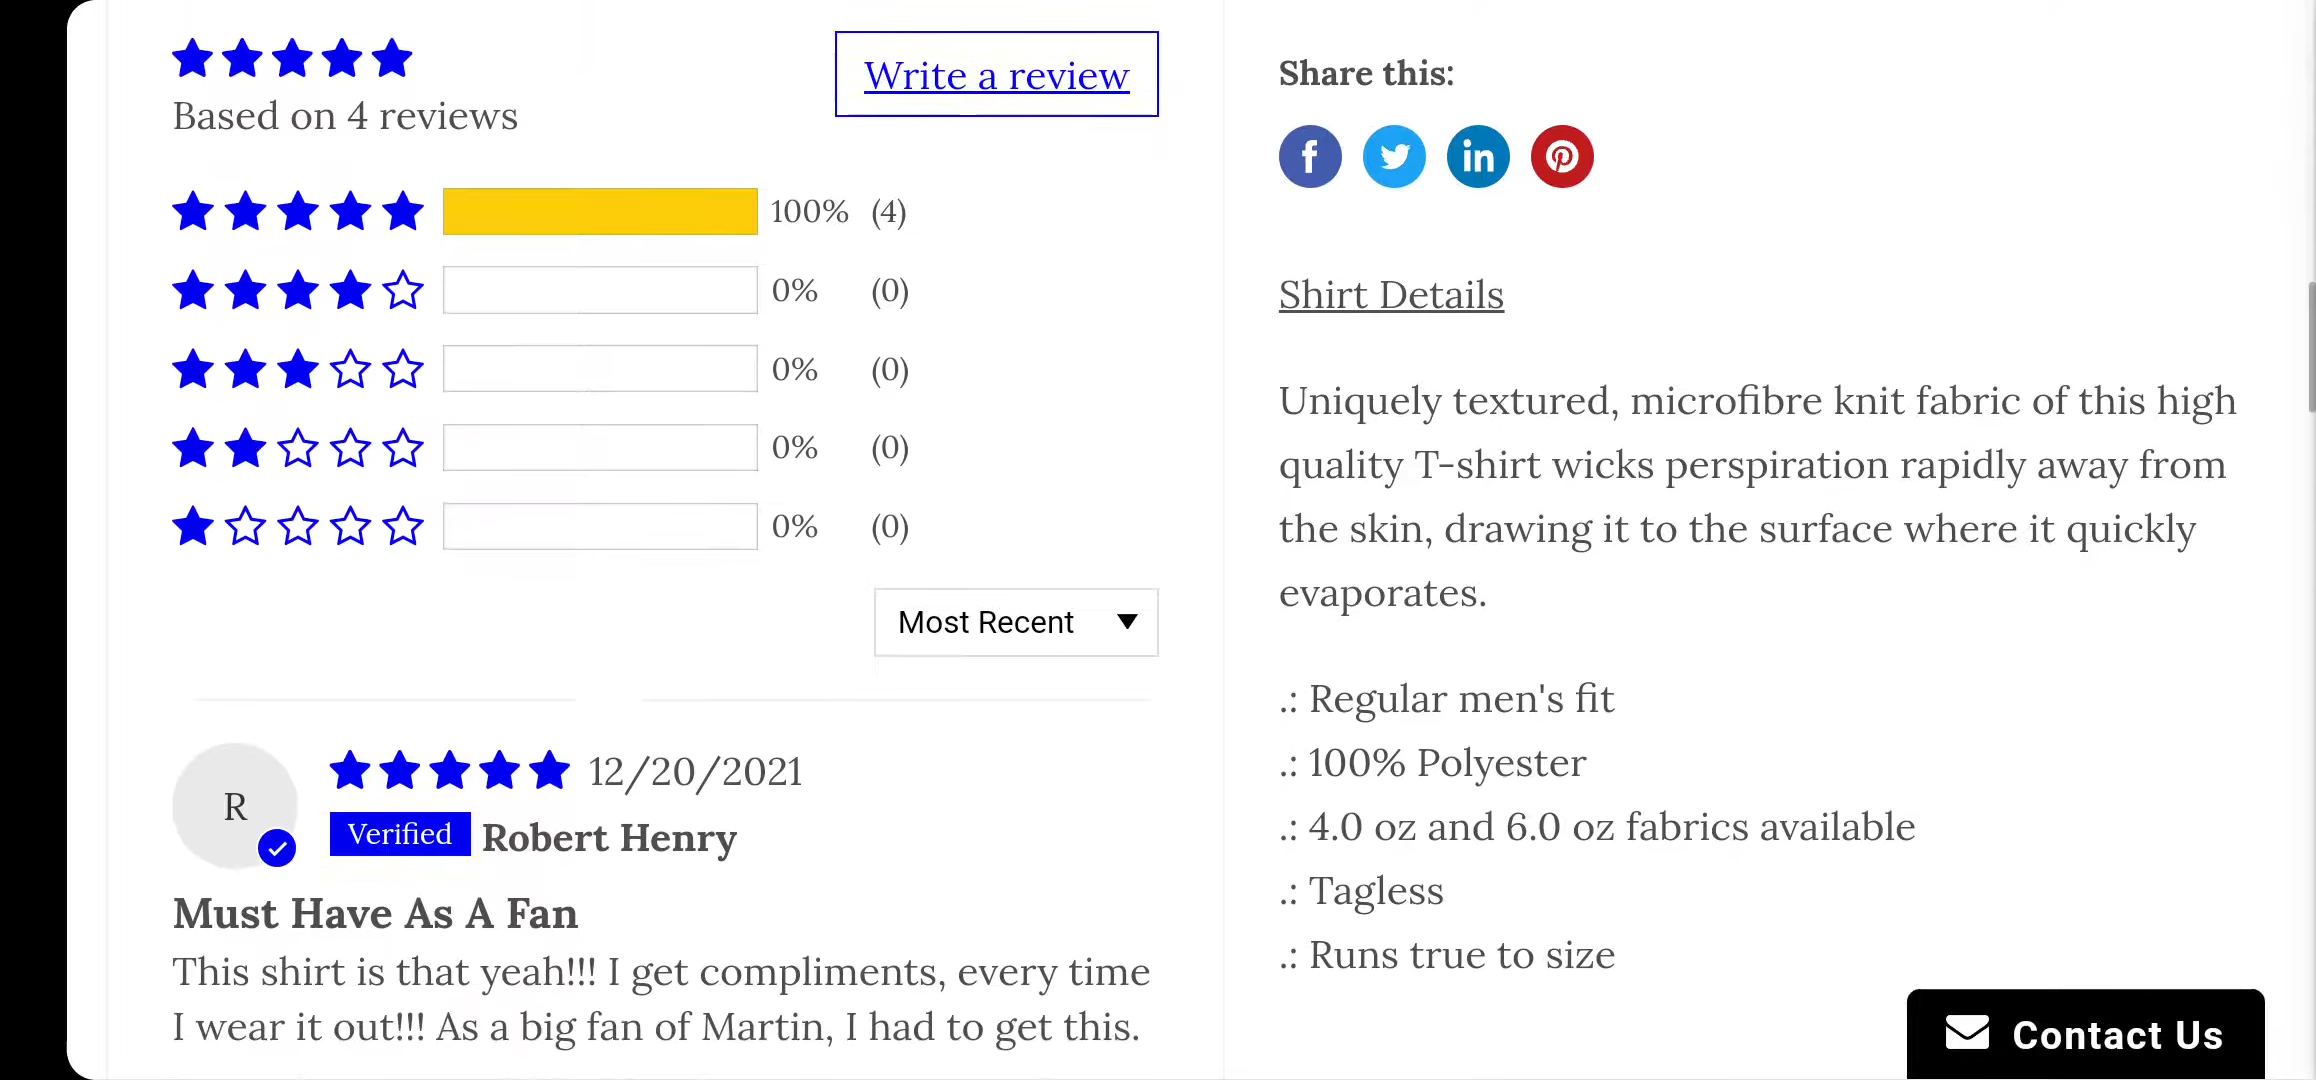 Based on 4 reviews
Write a review
100% (4)
0% (0)
0% (0)
0% (0)
0% (0)
Most Recent
R
12/20/2021
Verified Robert Henry
Must Have As A Fan
This shirt is that yeah!!! I get compliments, every time
I wear it out!!! As a big fan of Martin, I had to get this.
Share this:
f
in
Shirt Details
Uniquely textured, microfibre knit fabric of this high
quality T-shirt wicks perspiration rapidly away from
the skin, drawing it to the surface where it quickly
evaporates.
.: Regular men's fit
.: 100% Polyester
.: 4.0 oz and 6.0 oz fabrics available
.: Tagless
.: Runs true to size
Contact Us